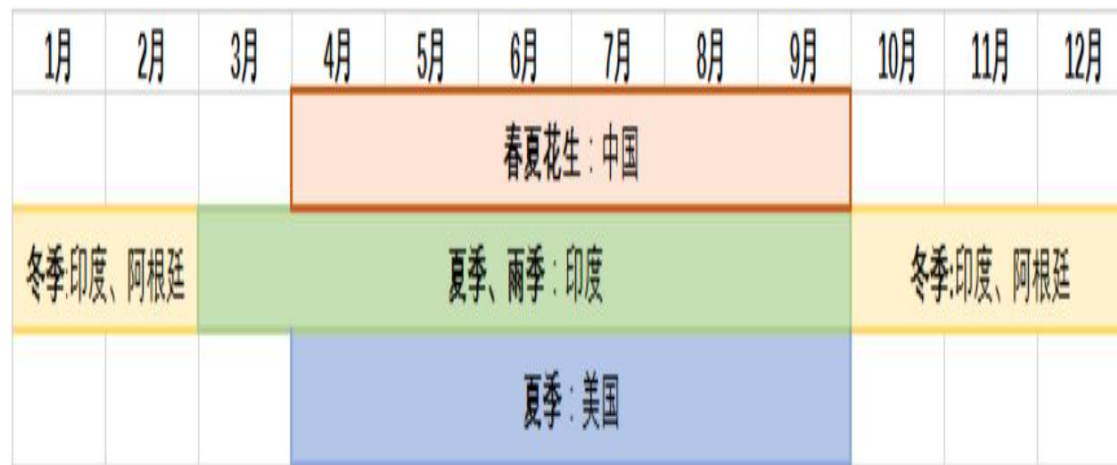 1月 2月 3月 4月 5月 6月 7月 8月 9月 10月 11月 12月
春夏花生：中国
冬季:印度、阿根廷 夏季、雨季：印度 冬季:印度、阿根廷
夏季：美国